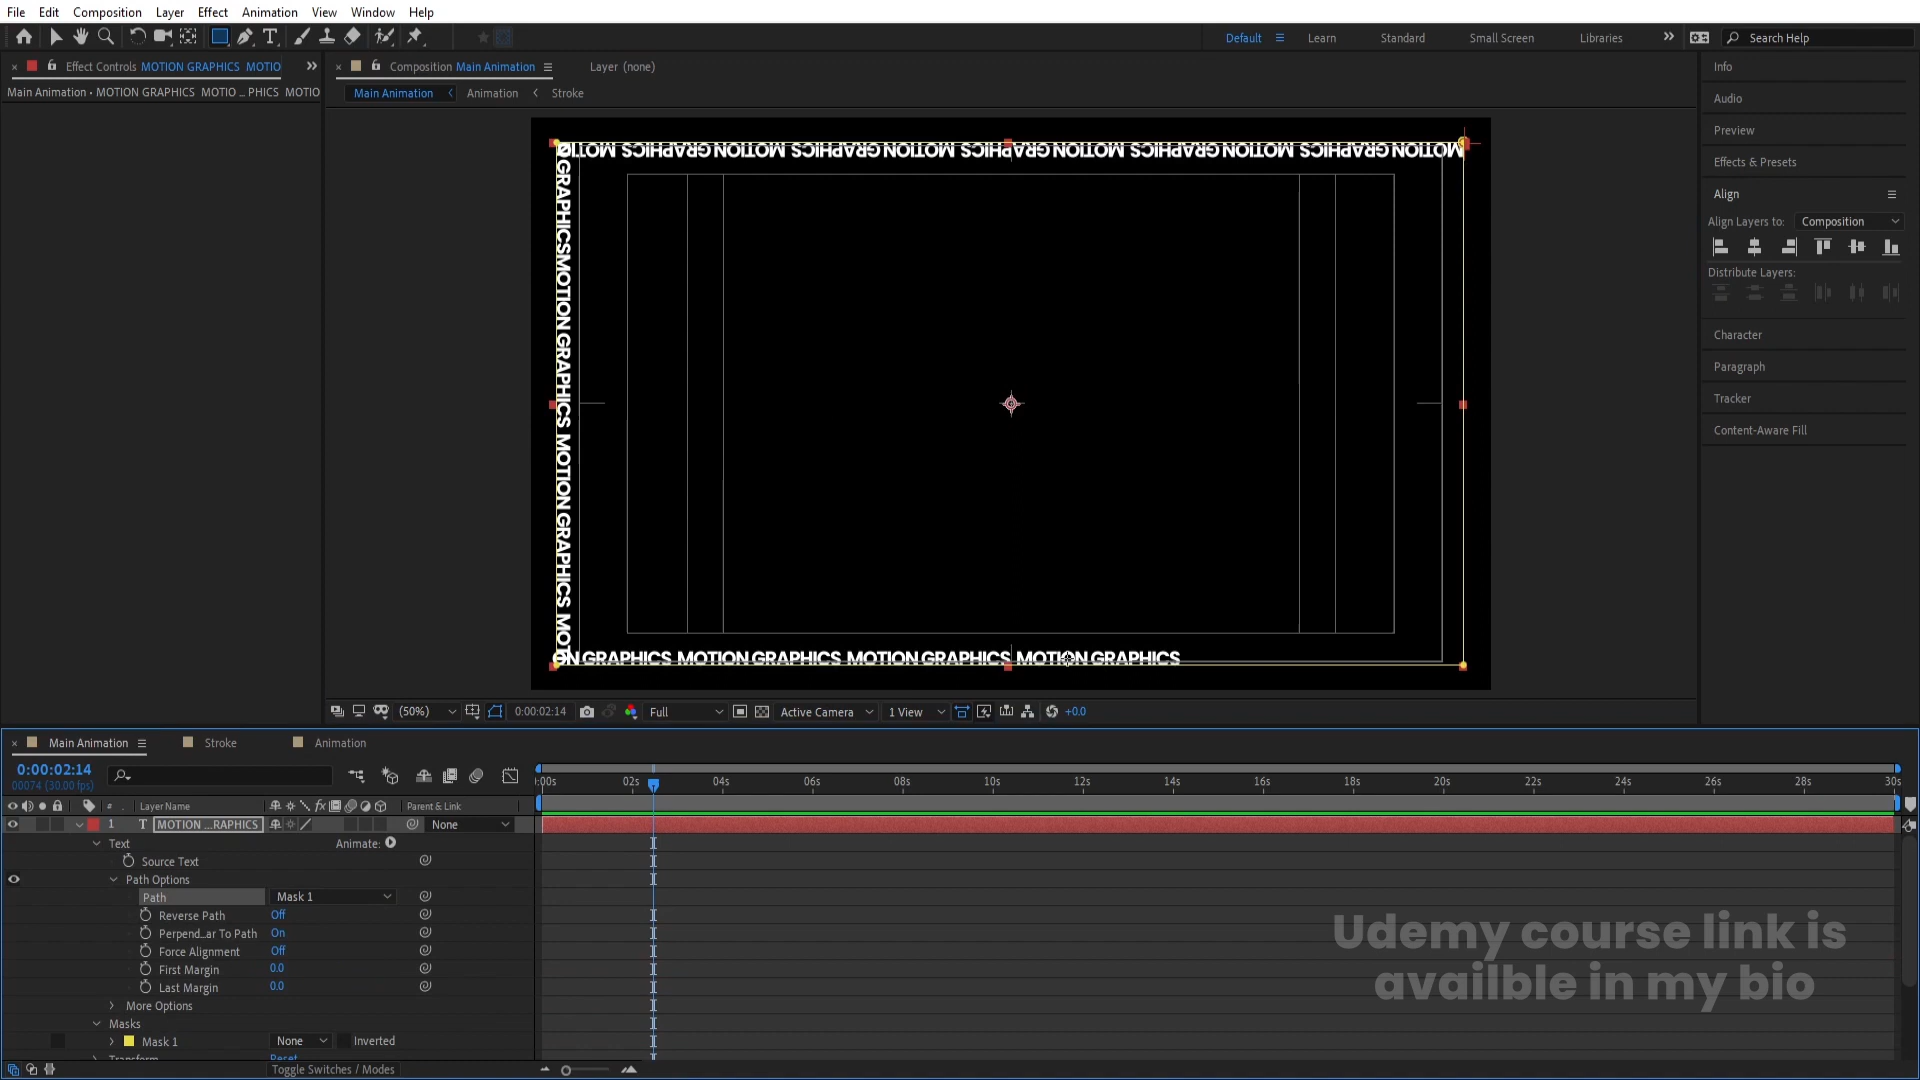 File Edit Composition Layer Effect Animation View Window Help
Default Learn Standard Small Screen Libraries Search Help
Effect Controls MOTION GRAPHICS MOTIO
Composition Main Animation
Layer (none)
Main Animation • MOTION GRAPHICS MOTIO ... PHICS MOTIO
Main Animation Animation Stroke
MOTION GRAPHICS MOTION GRAPHICS MOTION GRAPHICS MOTION GRAPHICS MOTION GRAPHICS MOTIO
GRAPHICS MOTION GRAPHICS MOTION GRAPHICS MOT
ON GRAPHICS MOTION GRAPHICS MOTION GRAPHICS MOTION GRAPHICS
Info
Audio
Preview
Effects & Presets
Align
Align Layers to: Composition
Distribute Layers:
Character
Paragraph
Tracker
Content-Aware Fill
(50%) 0:00:02:14 Full Active Camera 1 View +0.0
Main Animation Stroke Animation
0:00:02:14
00074 (30.00 fps)
:00s 02s 04s 06s 08s 10s 12s 14s 16s 18s 20s 22s 24s 26s 28s 30s
# Layer Name fx Parent & Link
1 T MOTION ...RAPHICS None
Text Animate:
Source Text
Path Options
Path Mask 1
Reverse Path Off
Perpend...ar To Path On
Force Alignment Off
First Margin 0.0
Last Margin 0.0
More Options
Masks
Mask 1 None Inverted
Transform Reset
Toggle Switches / Modes
Udemy course link is
availble in my bio